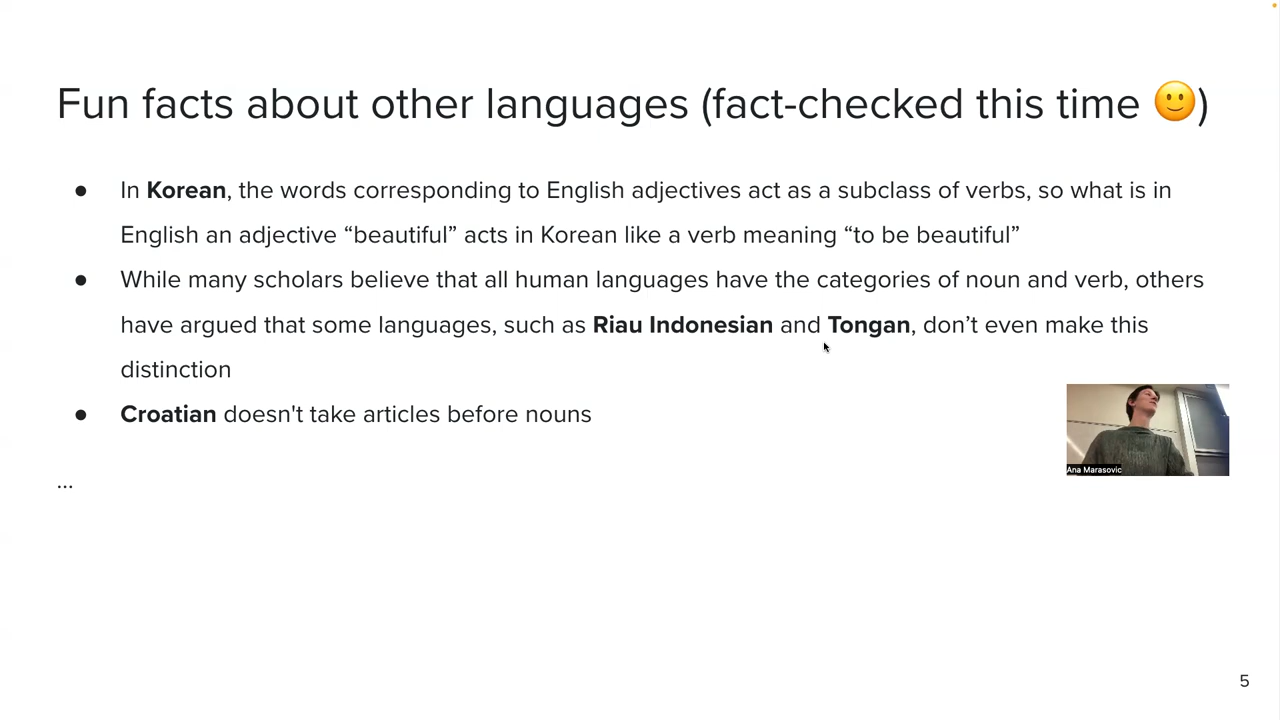 Fun facts about other languages (fact-checked this time 🙂)
● In Korean, the words corresponding to English adjectives act as a subclass of verbs, so what is in
English an adjective “beautiful” acts in Korean like a verb meaning “to be beautiful”
● While many scholars believe that all human languages have the categories of noun and verb, others
have argued that some languages, such as Riau Indonesian and Tongan, don’t even make this
distinction
● Croatian doesn't take articles before nouns
Ana Marasovic
...
5